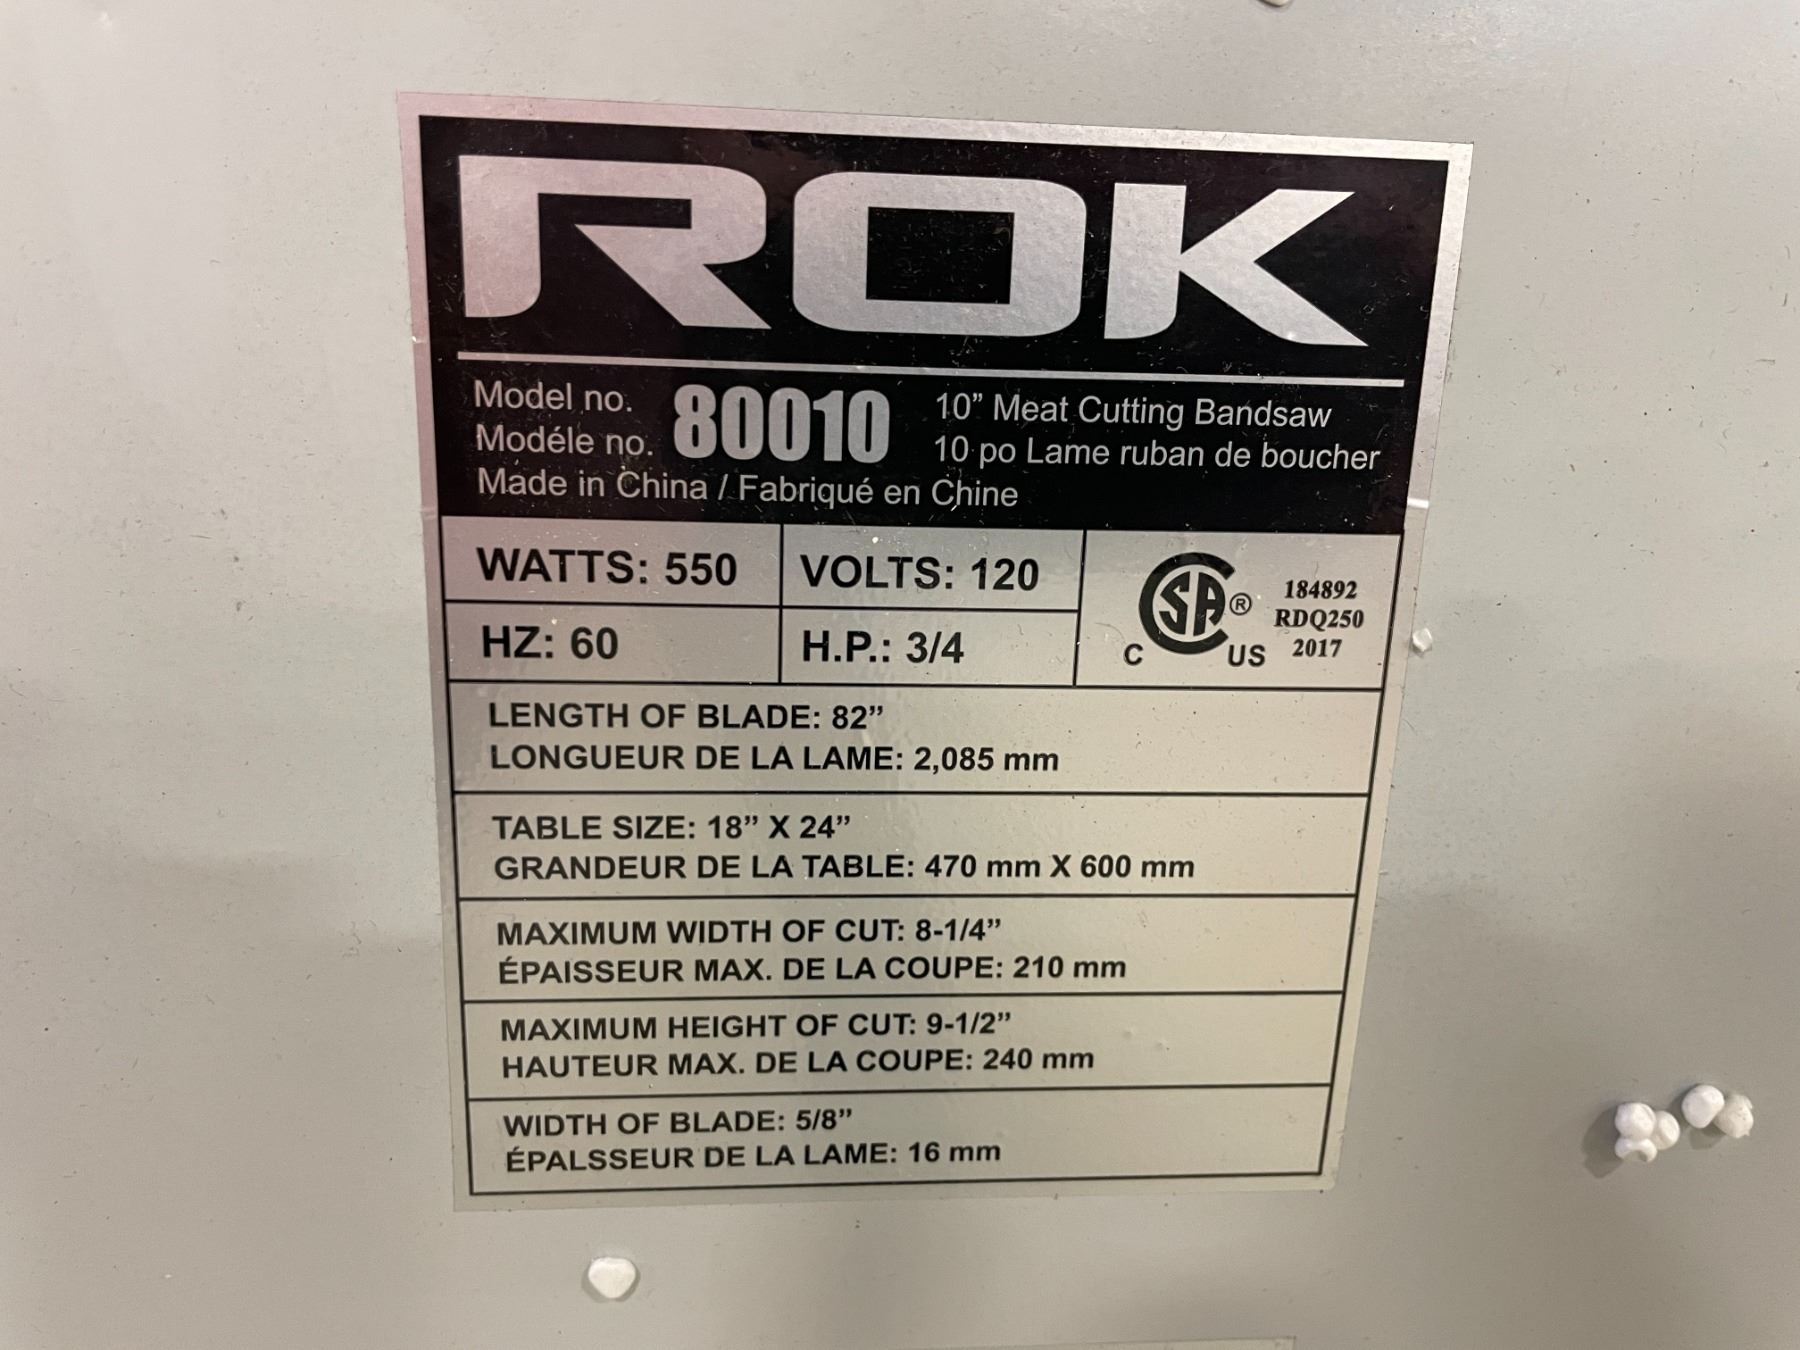 ROK
Model no. 80010 10” Meat Cutting Bandsaw
Modéle no. 10 po Lame ruban de boucher
Made in China / Fabriqué en Chine
WATTS: 550 VOLTS: 120
HZ: 60 H.P.: 3/4
CSA® 184892
RDQ250
C US 2017
LENGTH OF BLADE: 82”
LONGUEUR DE LA LAME: 2,085 mm
TABLE SIZE: 18” X 24”
GRANDEUR DE LA TABLE: 470 mm X 600 mm
MAXIMUM WIDTH OF CUT: 8-1/4”
ÉPAISSEUR MAX. DE LA COUPE: 210 mm
MAXIMUM HEIGHT OF CUT: 9-1/2”
HAUTEUR MAX. DE LA COUPE: 240 mm
WIDTH OF BLADE: 5/8”
ÉPALSSEUR DE LA LAME: 16 mm